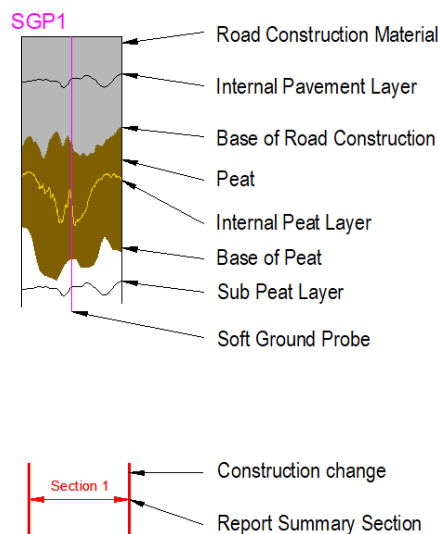 SGP1
Road Construction Material
Internal Pavement Layer
Base of Road Construction
Peat
Internal Peat Layer
Base of Peat
Sub Peat Layer
Soft Ground Probe
Construction change
Section 1
Report Summary Section